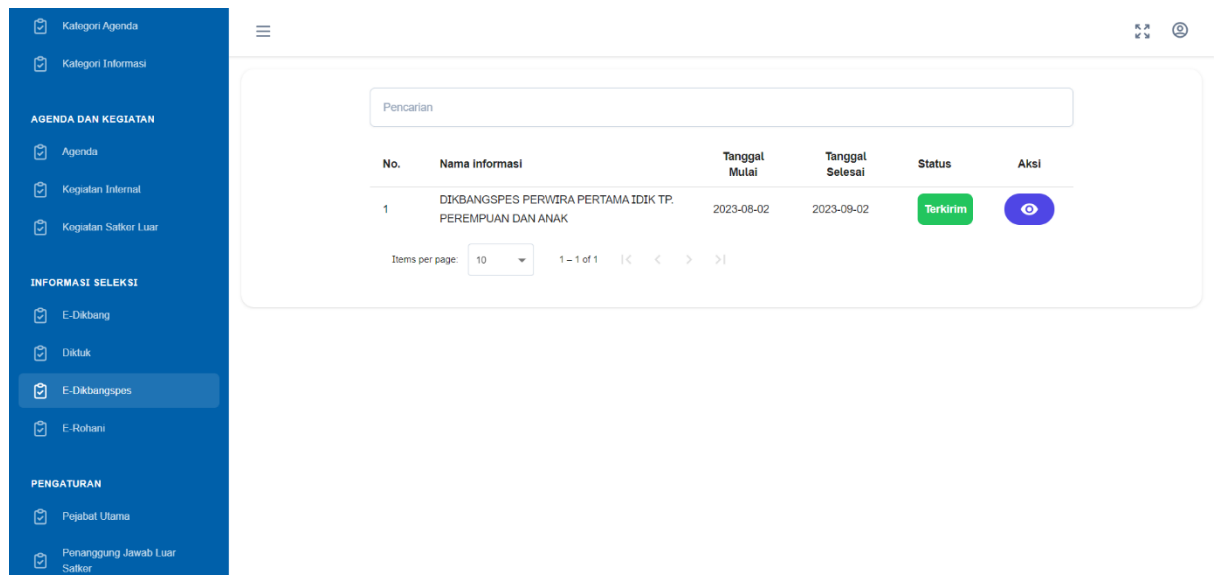 Kategori Agenda
Kategori Informasi
AGENDA DAN KEGIATAN
Agenda
Kegiatan Internal
Kegiatan Satker Luar
INFORMASI SELEKSI
E-Dikbang
Diktuk
E-Dikbangspes
E-Rohani
PENGATURAN
Pejabat Utama
Penanggung Jawab Luar
Satker
Pencarian
No. Nama informasi Tanggal Mulai Tanggal Selesai Status Aksi
1 DIKBANGSPES PERWIRA PERTAMA IDIK TP. PEREMPUAN DAN ANAK 2023-08-02 2023-09-02 Terkirim
Items per page: 10 1 – 1 of 1